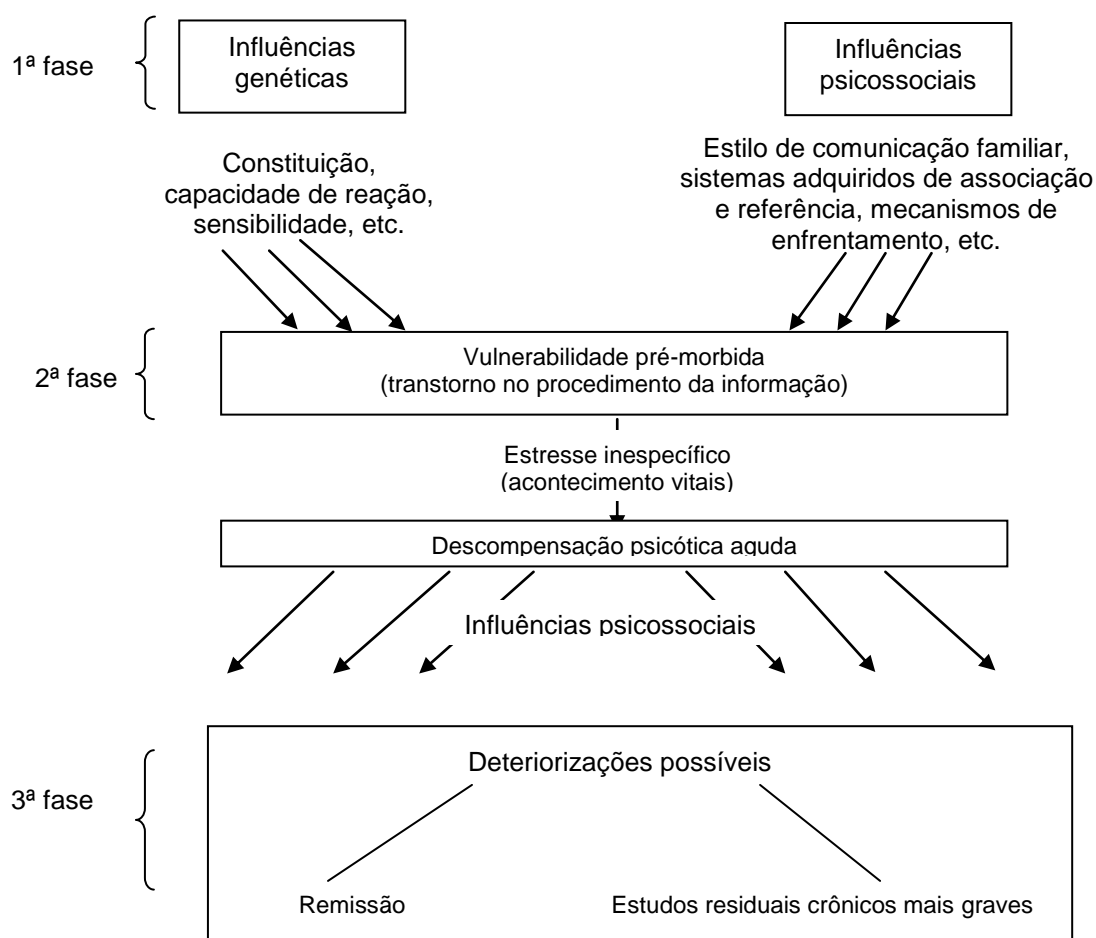 1ª fase
Influências
genéticas
Influências
psicossociais
Constituição,
capacidade de reação,
sensibilidade, etc.
Estilo de comunicação familiar,
sistemas adquiridos de associação
e referência, mecanismos de
enfrentamento, etc.
2ª fase
Vulnerabilidade pré-morbida
(transtorno no procedimento da informação)
Estresse inespecífico
(acontecimento vitais)
Descompensação psicótica aguda
Influências psicossociais
3ª fase
Deteriorizações possíveis
Remissão
Estudos residuais crônicos mais graves